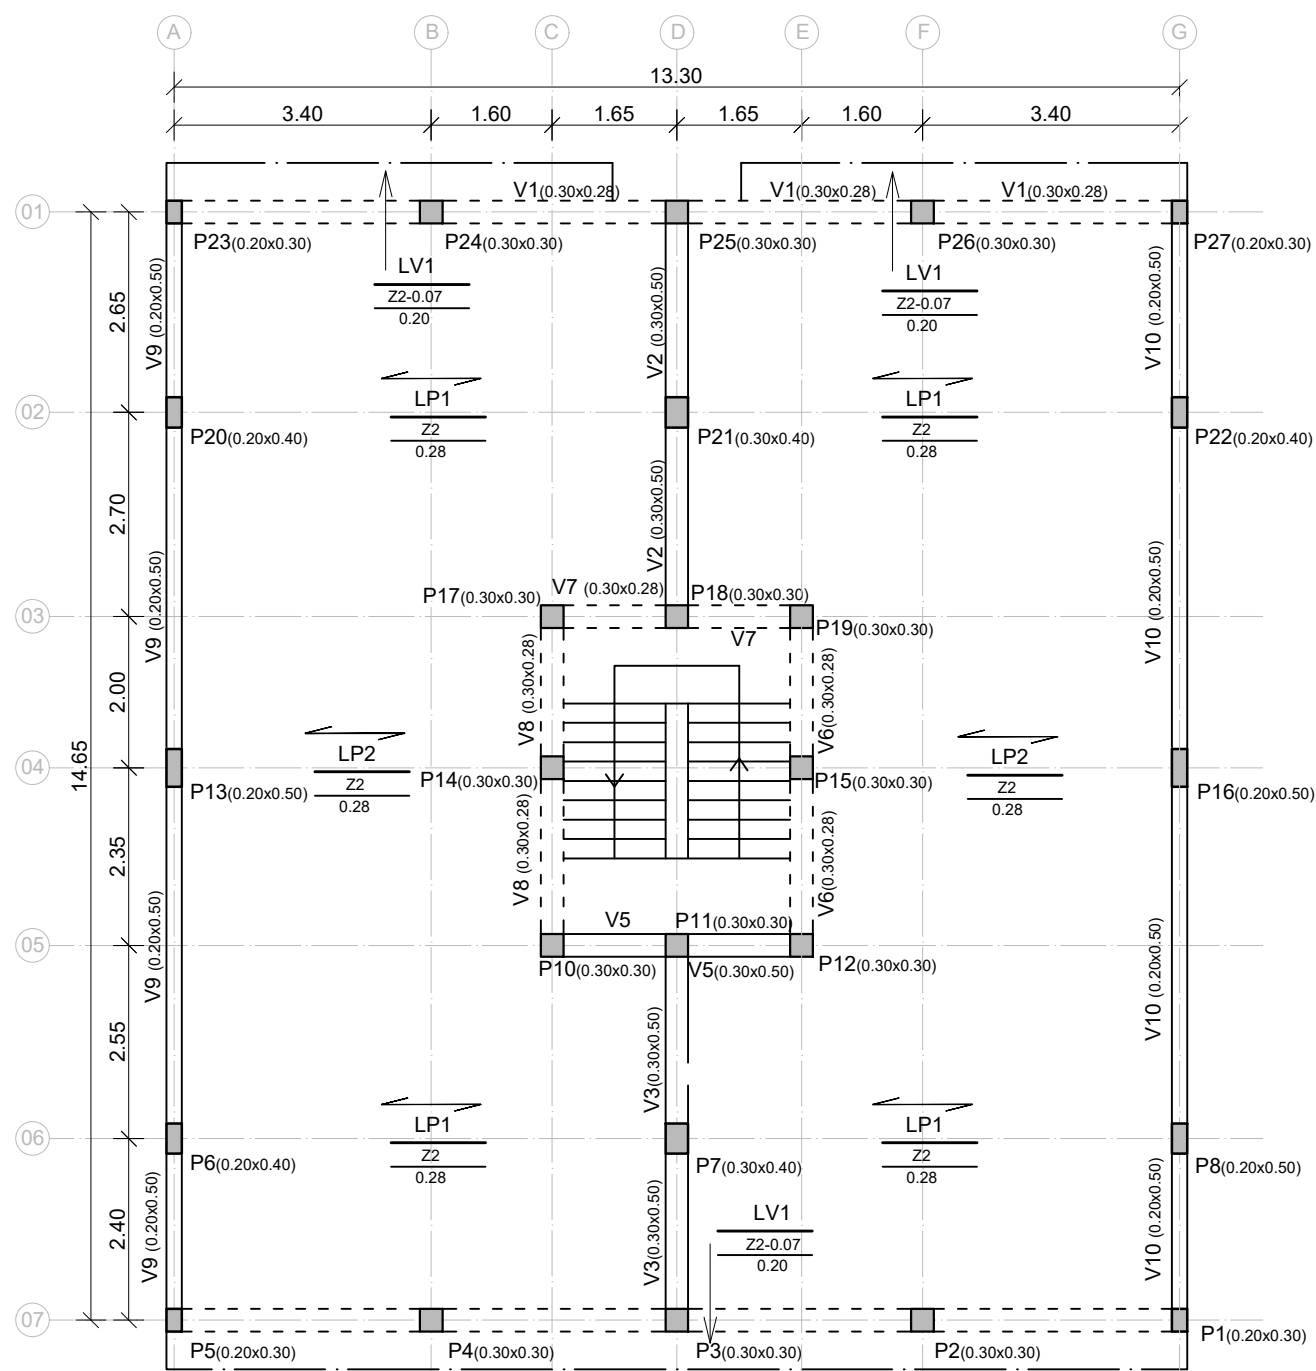 A B C D E F G
13.30
3.40 1.60 1.65 1.65 1.60 3.40
V1(0.30x0.28) V1(0.30x0.28) V1(0.30x0.28)
01
P23(0.20x0.30) P24(0.30x0.30) P25(0.30x0.30) P26(0.30x0.30) P27(0.20x0.30)
LV1 LV1
Z2-0.07 Z2-0.07
0.20 0.20
2.65 V9 (0.20x0.50) V2 (0.30x0.50) V10 (0.20x0.50)
LP1 LP1
02
Z2 Z2
0.28 0.28
P20(0.20x0.40) P21(0.30x0.40) P22(0.20x0.40)
2.70 V2 (0.30x0.50)
V9 (0.20x0.50) V10 (0.20x0.50)
P17(0.30x0.30) V7 (0.30x0.28) P18(0.30x0.30)
03
P19(0.30x0.30)
V7
2.00 V8 (0.30x0.28) V6(0.30x0.28)
14.65
04
LP2 LP2
Z2 Z2
0.28 0.28
P13(0.20x0.50) P14(0.30x0.30) P15(0.30x0.30) P16(0.20x0.50)
2.35 V8 (0.30x0.28) V6(0.30x0.28)
V5 P11(0.30x0.30)
05
P10(0.30x0.30) V5(0.30x0.50) P12(0.30x0.30)
V9 (0.20x0.50) V10 (0.20x0.50)
2.55 V3(0.30x0.50)
LP1 LP1
06
Z2 Z2
0.28 0.28
P6(0.20x0.40) P7(0.30x0.40) P8(0.20x0.50)
2.40 V9 (0.20x0.50) V3(0.30x0.50) V10 (0.20x0.50)
LV1
Z2-0.07
0.20
07
P5(0.20x0.30) P4(0.30x0.30) P3(0.30x0.30) P2(0.30x0.30) P1(0.20x0.30)